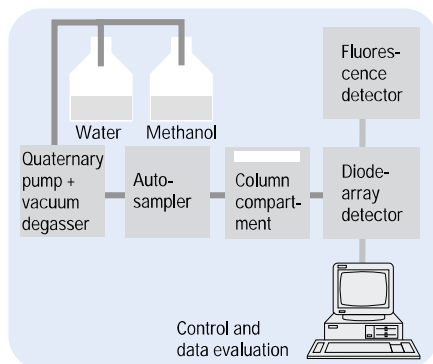 Fluores-
cence
detector
Water
Methanol
Quaternary
pump +
vacuum
degasser
Auto-
sampler
Column
compart-
ment
Diode-
array
detector
Control and
data evaluation